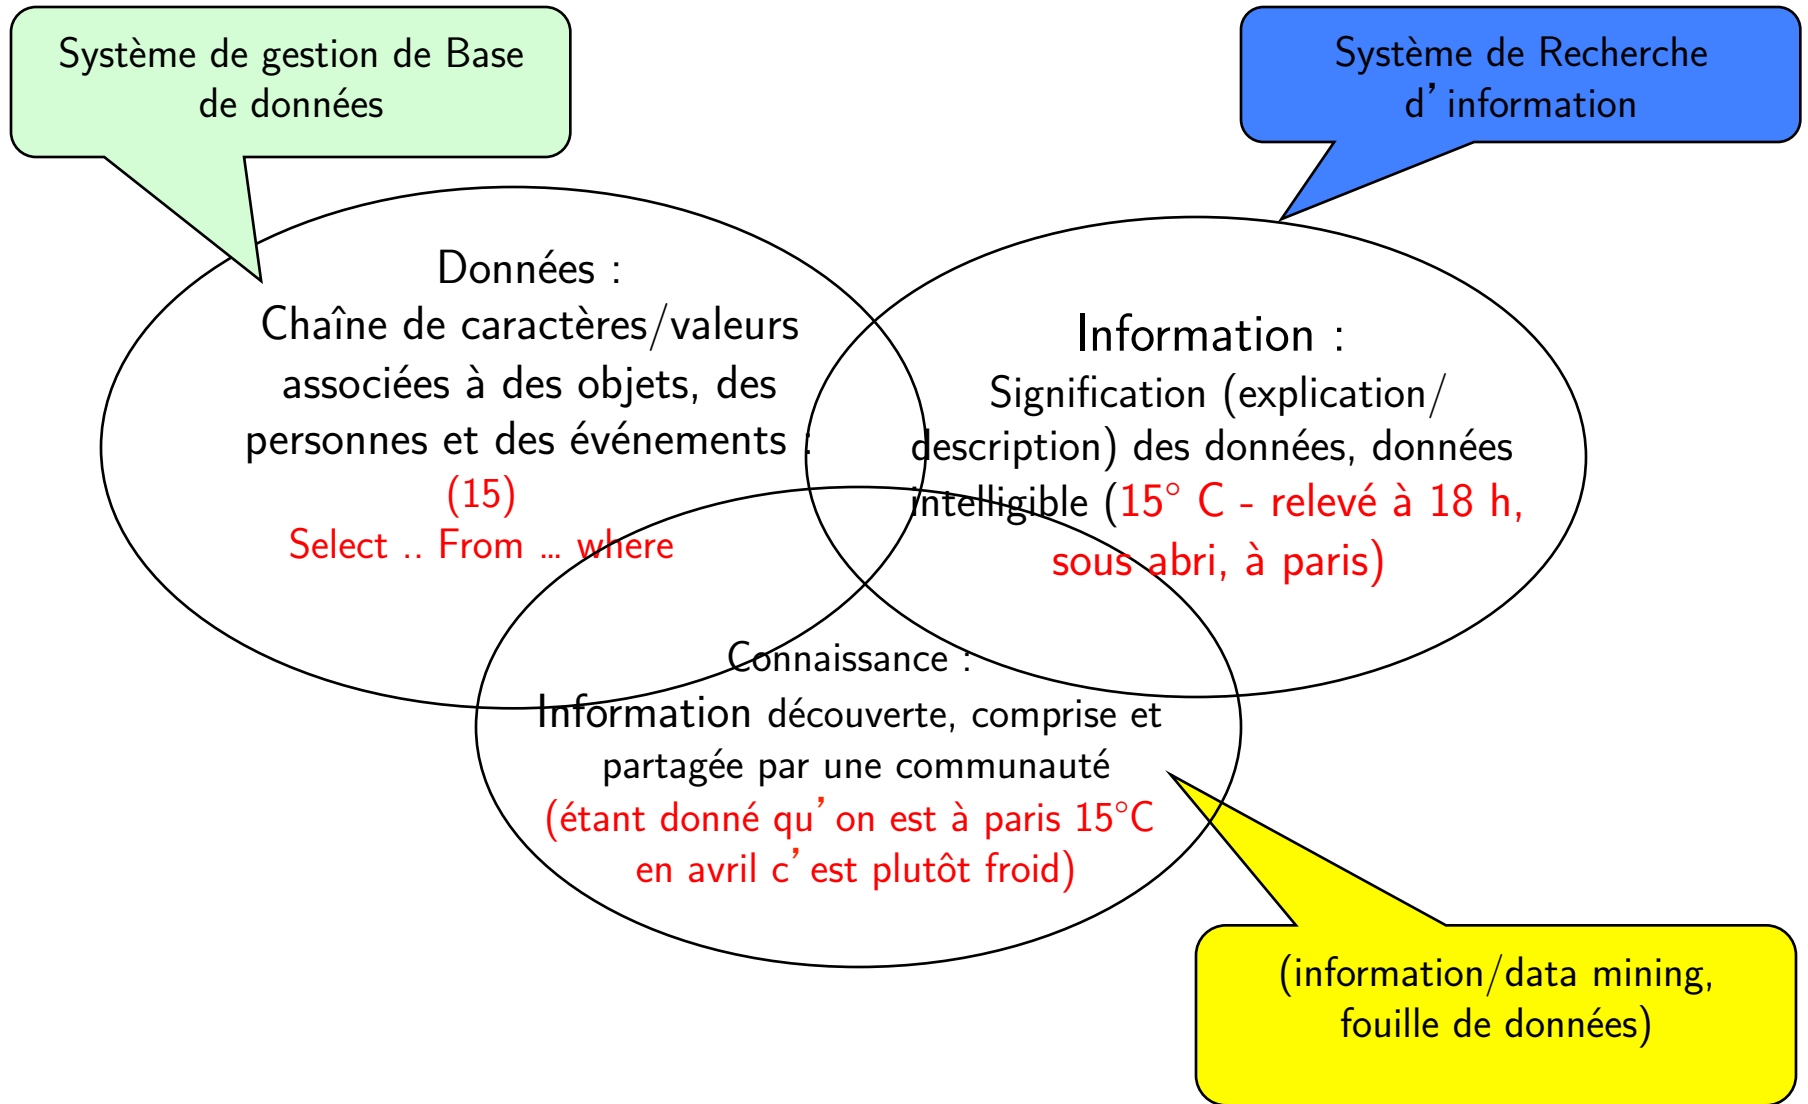 Système de gestion de Base
de données
Système de Recherche
d’ information
Données :
Chaîne de caractères/valeurs
associées à des objets, des
personnes et des événements :
(15)
Select .. From ... where
Information :
Signification (explication/
description) des données, données
intelligible (15° C - relevé à 18 h,
sous abri, à paris)
Connaissance :
Information découverte, comprise et
partagée par une communauté
(étant donné qu’ on est à paris 15°C
en avril c’ est plutôt froid)
(information/data mining,
fouille de données)